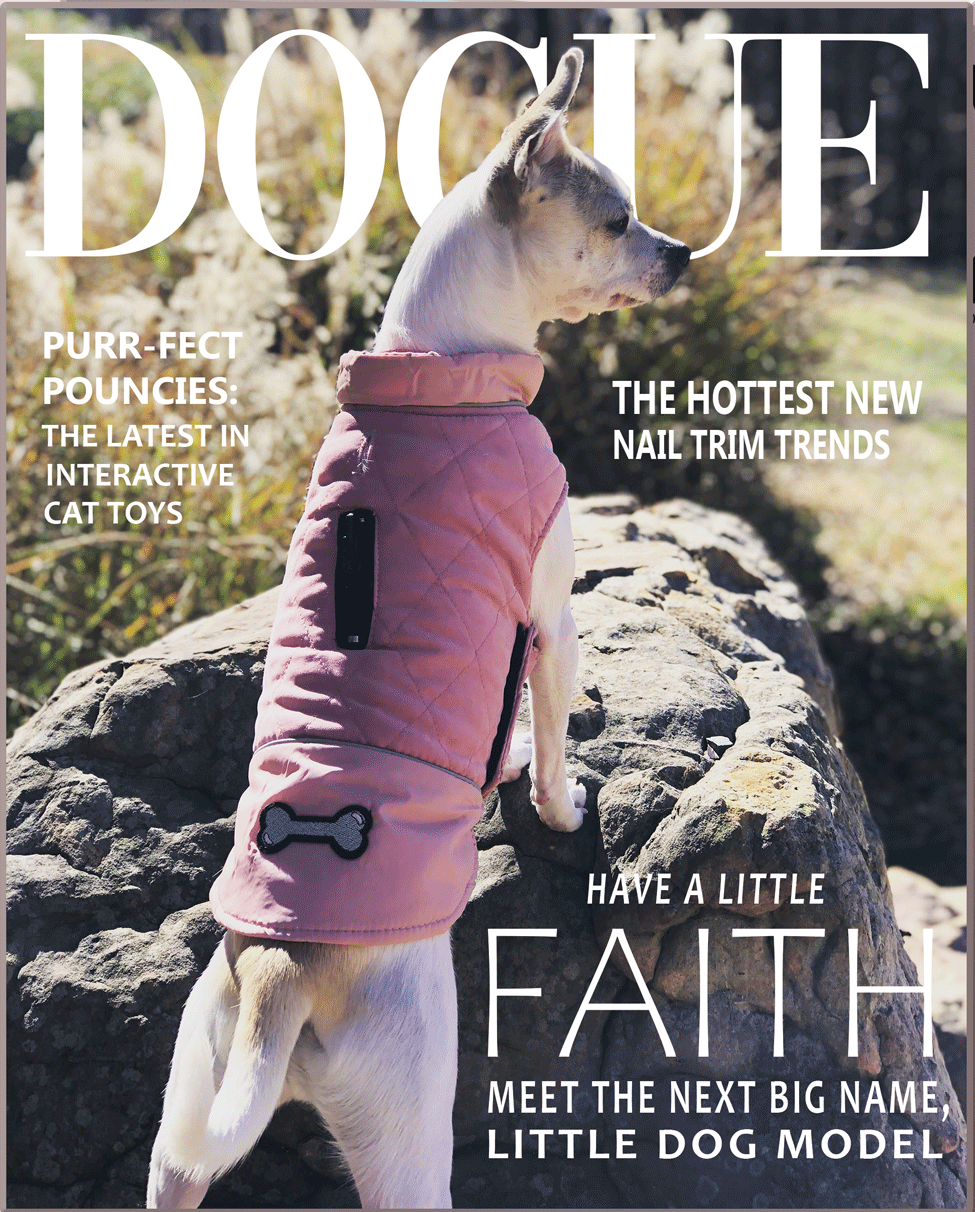 DOGUE
PURR-FECT
POUNCIES:
THE LATEST IN
INTERACTIVE
CAT TOYS
THE HOTTEST NEW
NAIL TRIM TRENDS
HAVE A LITTLE
FAITH
MEET THE NEXT BIG NAME,
LITTLE DOG MODEL